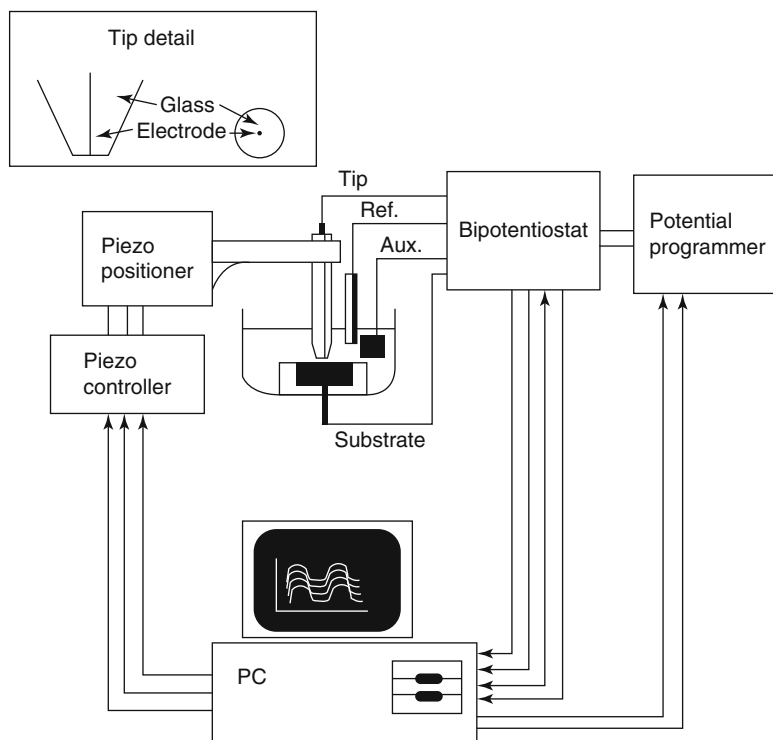 Tip detail
Glass
Electrode
Tip
Ref.
Aux.
Piezo
positioner
Bipotentiostat
Potential
programmer
Piezo
controller
Substrate
PC